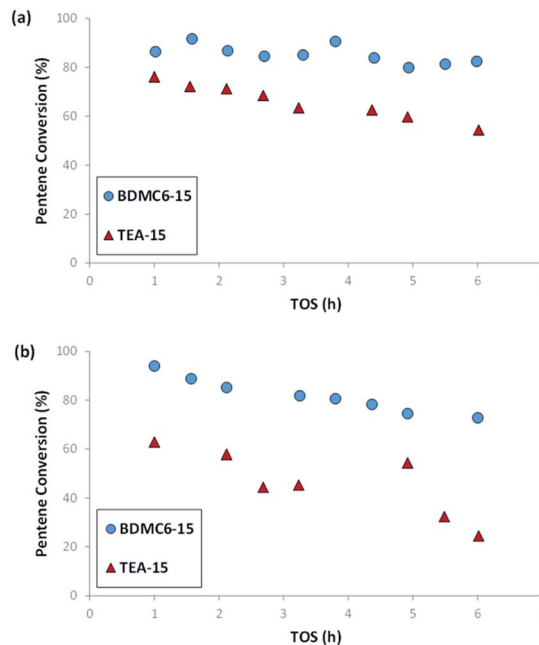 (a)
100
80
60
40
20
0
Pentene Conversion (%)
BDMC6-15
TEA-15
0 1 2 3 4 5 6
TOS (h)
(b)
100
80
60
40
20
0
Pentene Conversion (%)
BDMC6-15
TEA-15
0 1 2 3 4 5 6
TOS (h)